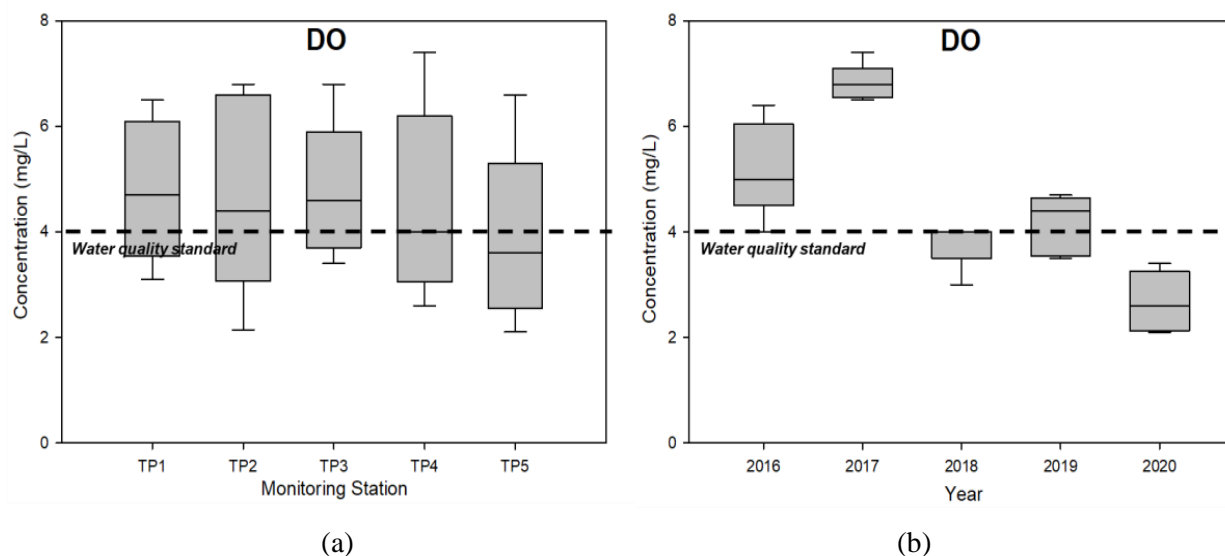 DO
8
6
4
2
0
Concentration (mg/L)
Water quality standard
TP1 TP2 TP3 TP4 TP5
Monitoring Station
(a)
DO
8
6
4
2
0
Concentration (mg/L)
Water quality standard
2016 2017 2018 2019 2020
Year
(b)